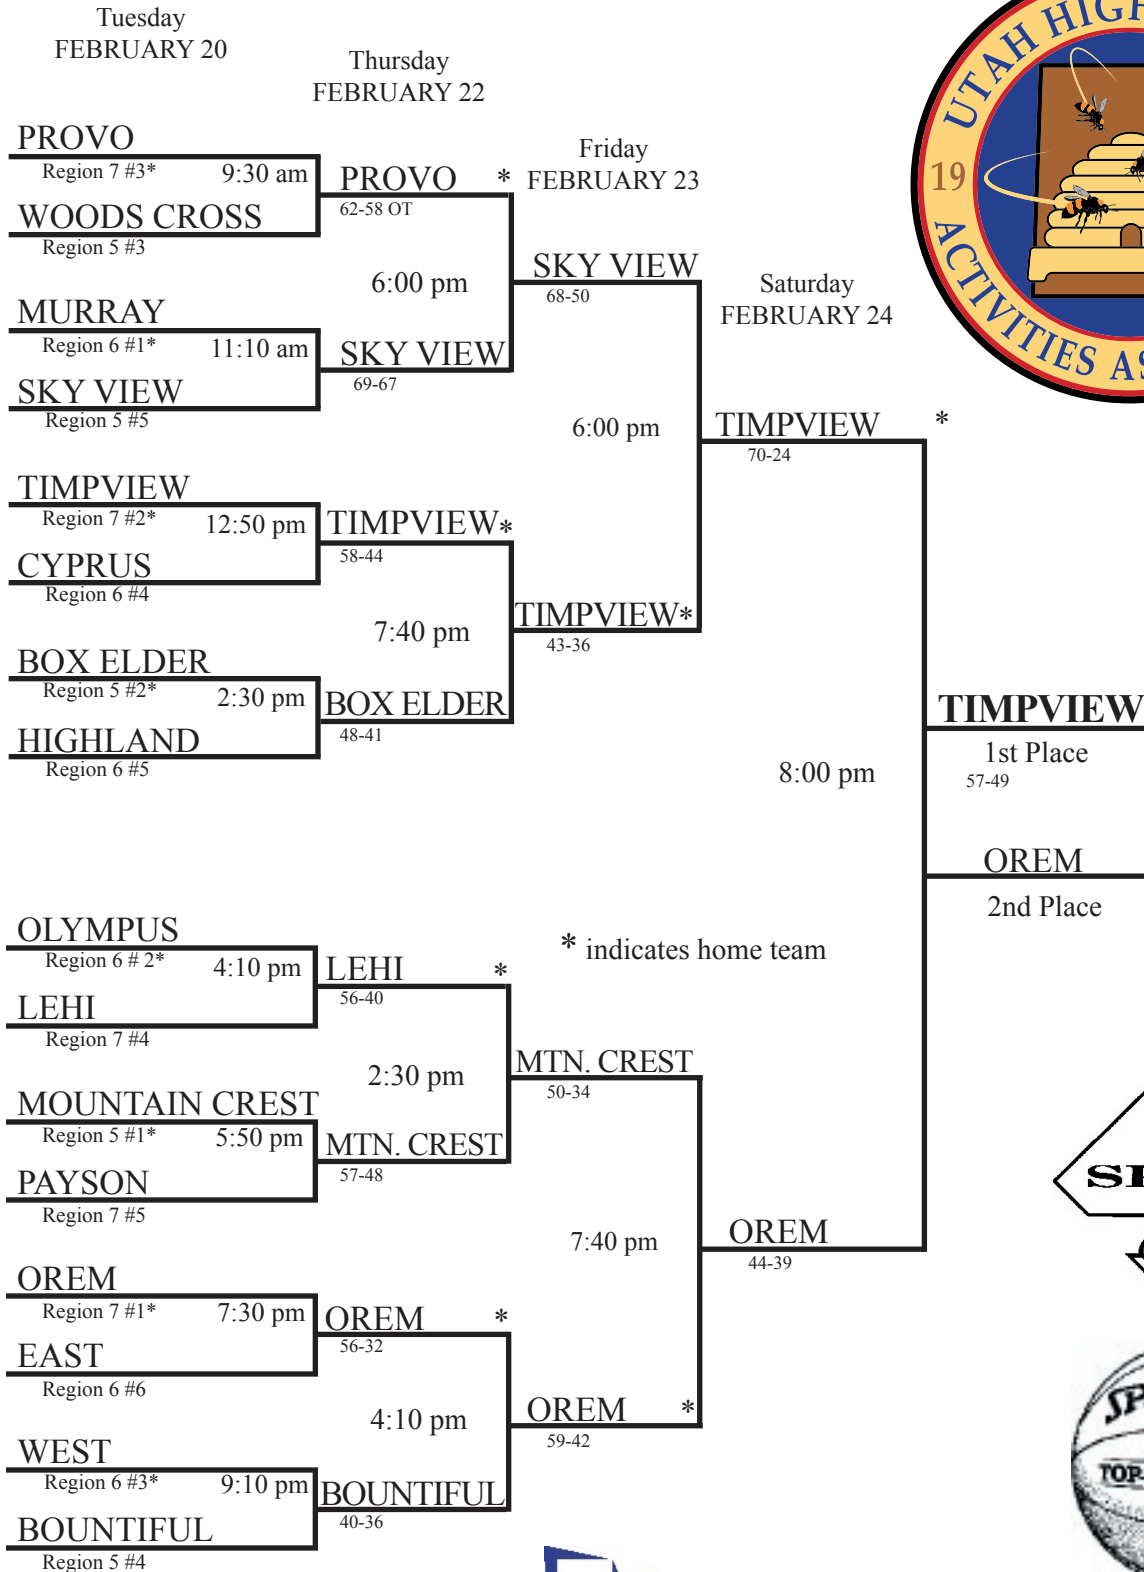 Tuesday
FEBRUARY 20
Thursday
FEBRUARY 22
Friday
FEBRUARY 23
Saturday
FEBRUARY 24
UTAH HIGH
19
ACTIVITIES AS
PROVO
Region 7 #3*
9:30 am
WOODS CROSS
Region 5 #3
MURRAY
Region 6 #1*
11:10 am
SKY VIEW
Region 5 #5
TIMPVIEW
Region 7 #2*
12:50 pm
CYPRUS
Region 6 #4
BOX ELDER
Region 5 #2*
2:30 pm
HIGHLAND
Region 6 #5
OLYMPUS
Region 6 # 2*
4:10 pm
LEHI
Region 7 #4
MOUNTAIN CREST
Region 5 #1*
5:50 pm
PAYSON
Region 7 #5
OREM
Region 7 #1*
7:30 pm
EAST
Region 6 #6
WEST
Region 6 #3*
9:10 pm
BOUNTIFUL
Region 5 #4
PROVO *
62-58 OT
6:00 pm
SKY VIEW
69-67
TIMPVIEW*
58-44
7:40 pm
BOX ELDER
48-41
LEHI *
56-40
2:30 pm
MTN. CREST
57-48
OREM *
56-32
4:10 pm
BOUNTIFUL
40-36
SKY VIEW
68-50
6:00 pm
TIMPVIEW*
43-36
* indicates home team
MTN. CREST
50-34
7:40 pm
OREM *
59-42
TIMPVIEW *
70-24
8:00 pm
OREM
44-39
TIMPVIEW
1st Place
57-49
OREM
2nd Place
SP
TOP-